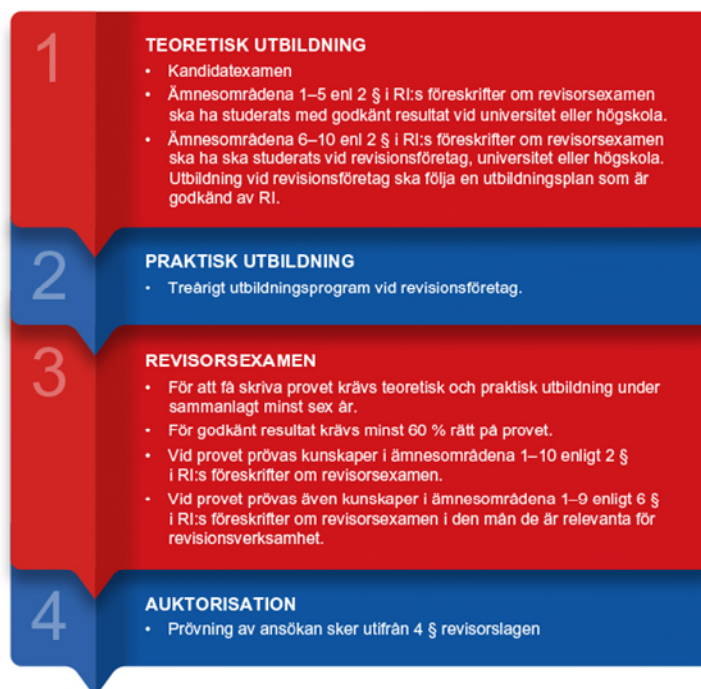 1
TEORETISK UTBILDNING
• Kandidatexamen
• Ämnesområdena 1–5 enl 2 § i RI:s föreskrifter om revisorsexamen
ska ha studerats med godkänt resultat vid universitet eller högskola.
• Ämnesområdena 6–10 enl 2 § i RI:s föreskrifter om revisorsexamen
ska ha ska studerats vid revisionsföretag, universitet eller högskola.
Utbildning vid revisionsföretag ska följa en utbildningsplan som är
godkänd av RI.
2
PRAKTISK UTBILDNING
• Treårigt utbildningsprogram vid revisionsföretag.
3
REVISORSEXAMEN
• För att få skriva provet krävs teoretisk och praktisk utbildning under
sammanlagt minst sex år.
• För godkänt resultat krävs minst 60 % rätt på provet.
• Vid provet prövas kunskaper i ämnesområdena 1–10 enligt 2 §
i RI:s föreskrifter om revisorsexamen.
• Vid provet prövas även kunskaper i ämnesområdena 1–9 enligt 6 §
i RI:s föreskrifter om revisorsexamen i den mån de är relevanta för
revisionsverksamhet.
4
AUKTORISATION
• Prövning av ansökan sker utifrån 4 § revisorslagen